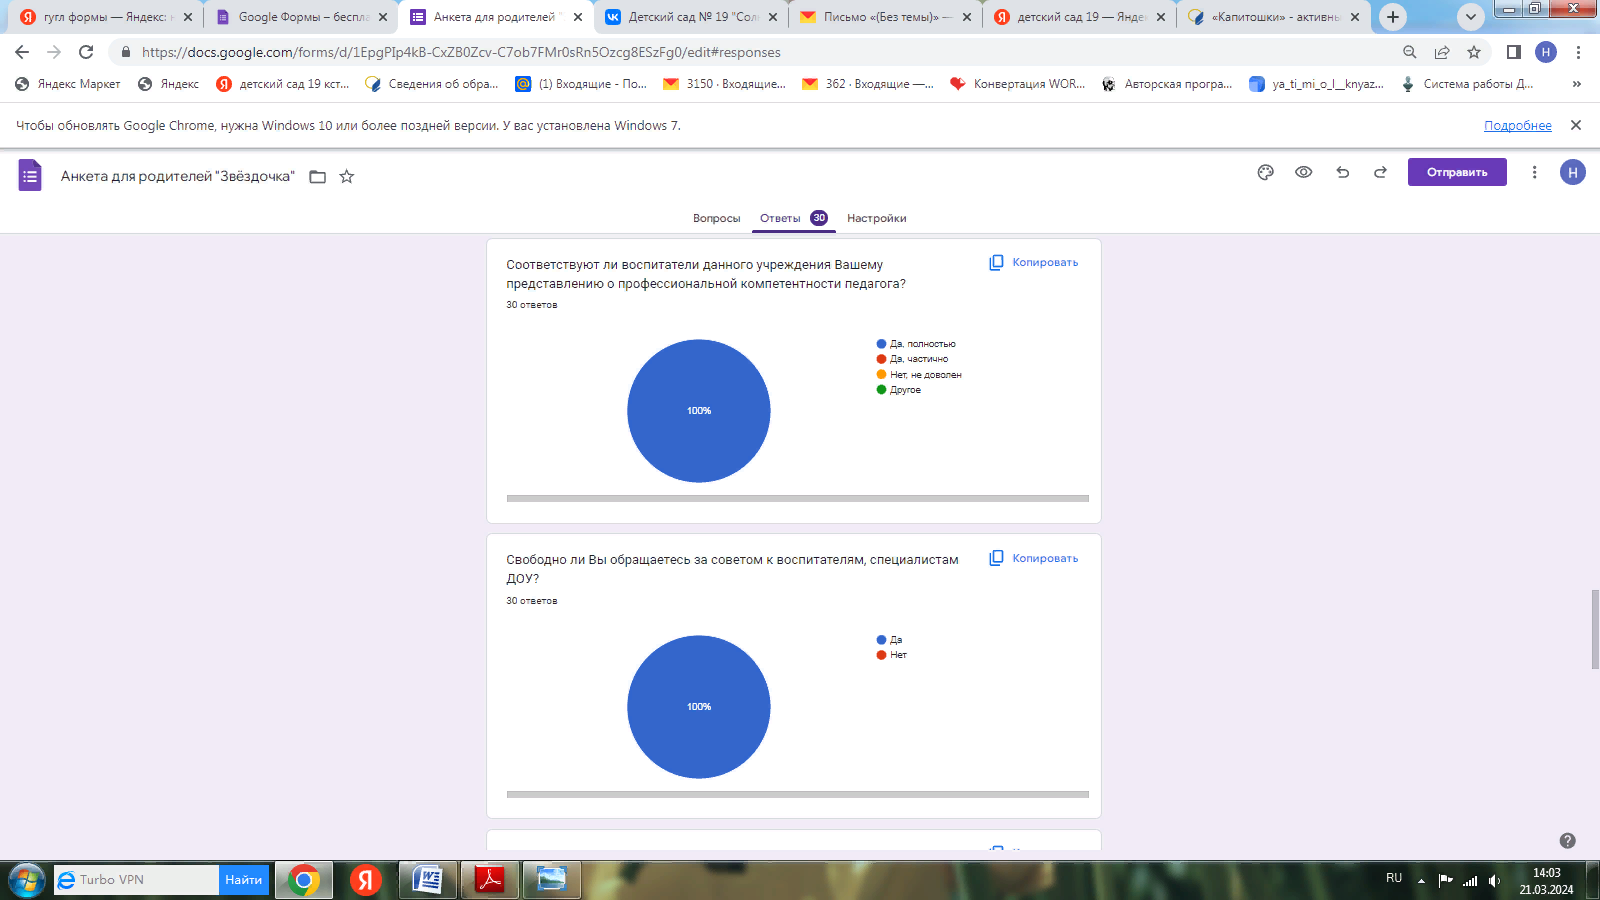 гугл формы — Яндекс: н
Google Формы – беспла
Анкета для родителей "
Детский сад № 19 "Солн
Письмо «(Без темы)» —
детский сад 19 — Яндек
«Капитошки» - активны
https://docs.google.com/forms/d/1EpgPIp4kB-CxZB0Zcv-C7ob7FMr0sRn5Ozcg8ESzFg0/edit#responses
H
Яндекс Маркет
Яндекс
детский сад 19 кст...
Сведения об обра...
(1) Входящие - По...
3150 · Входящие...
362 · Входящие —...
Конвертация WOR...
Авторская програ...
ya_ti_mi_o_l__knyaz...
Система работы Д...
»
Чтобы обновлять Google Chrome, нужна Windows 10 или более поздней версии. У вас установлена Windows 7.
Подробнее
Анкета для родителей "Звёздочка"
Отправить
H
Вопросы
Ответы 30
Настройки
Соответствуют ли воспитатели данного учреждения Вашему
представлению о профессиональной компетентности педагога?
Копировать
30 ответов
100%
Да, полностью
Да, частично
Нет, не доволен
Другое
Свободно ли Вы обращаетесь за советом к воспитателям, специалистам
ДОУ?
Копировать
30 ответов
100%
Да
Нет
Turbo VPN
Найти
RU
14:03
21.03.2024